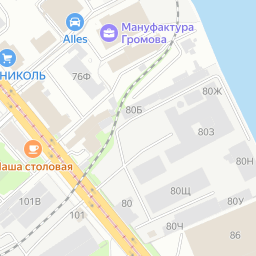 Мануфактура
Громова
Alles
НИКОЛЬ
76Ф
80Ж
80Б
80З
Наша столовая
80Н
80Щ
101В
80
80У
101
80Ч
86